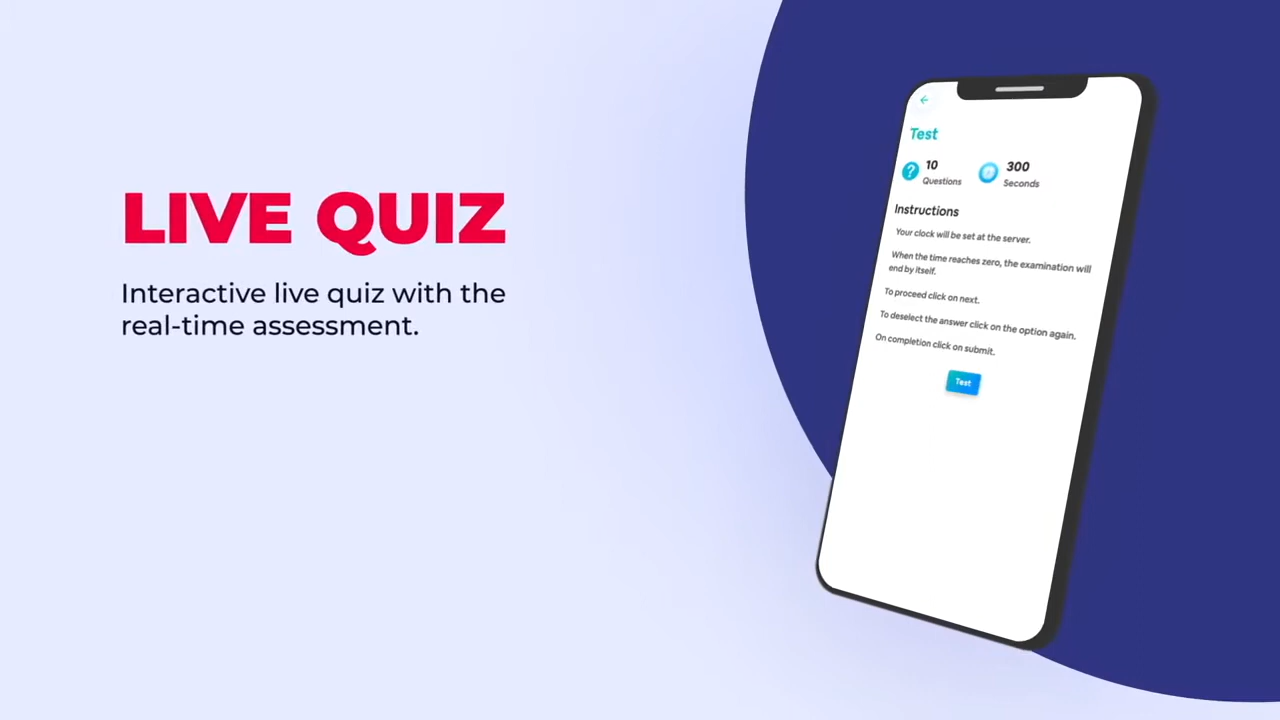 LIVE QUIZ
Interactive live quiz with the
real-time assessment.
Test
10
Questions
300
Seconds
Instructions
Your clock will be set at the server.
When the time reaches zero, the examination will
end by itself.
To proceed click on next.
To deselect the answer click on the option again.
On completion click on submit.
Test